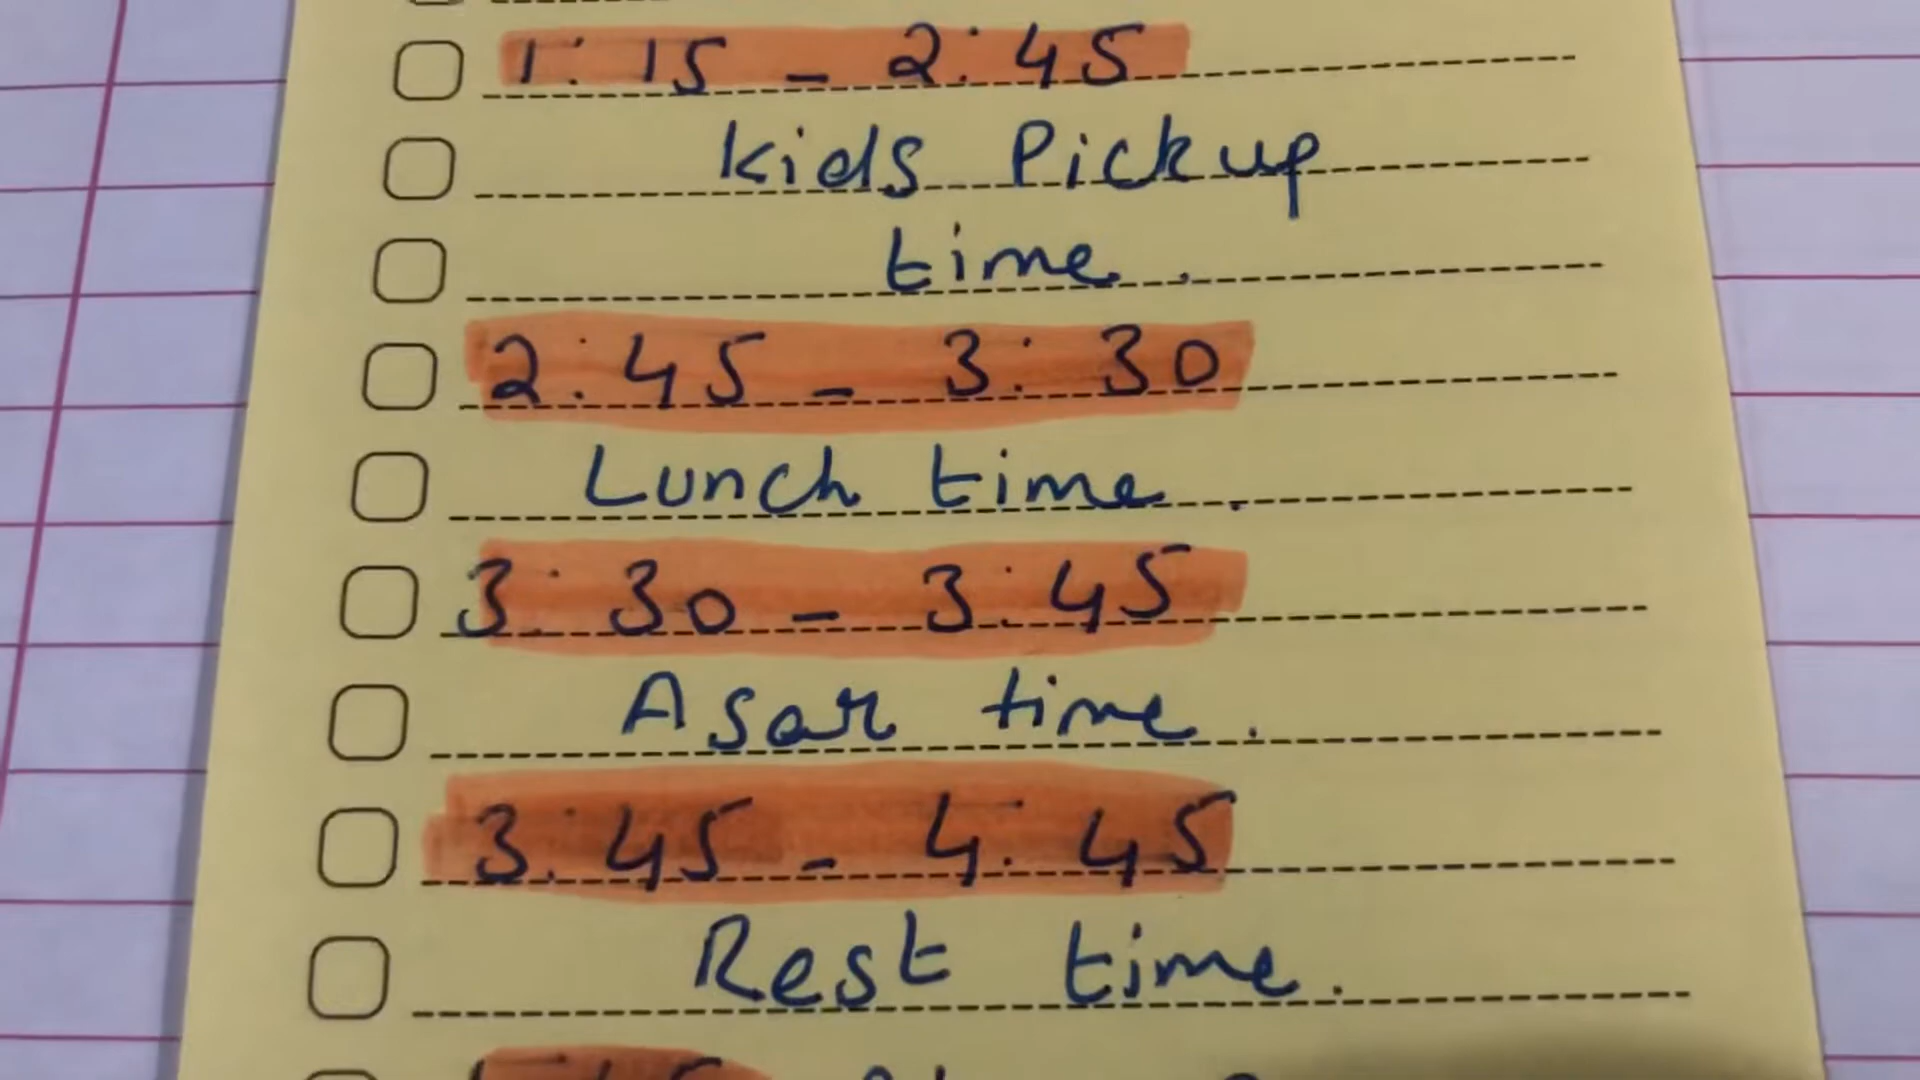 1:15 - 2:45
Kids Pickup
time.
2:45 - 3:30
Lunch time.
3:30 - 3:45
Asar time.
3:45 - 4:45
Rest time.